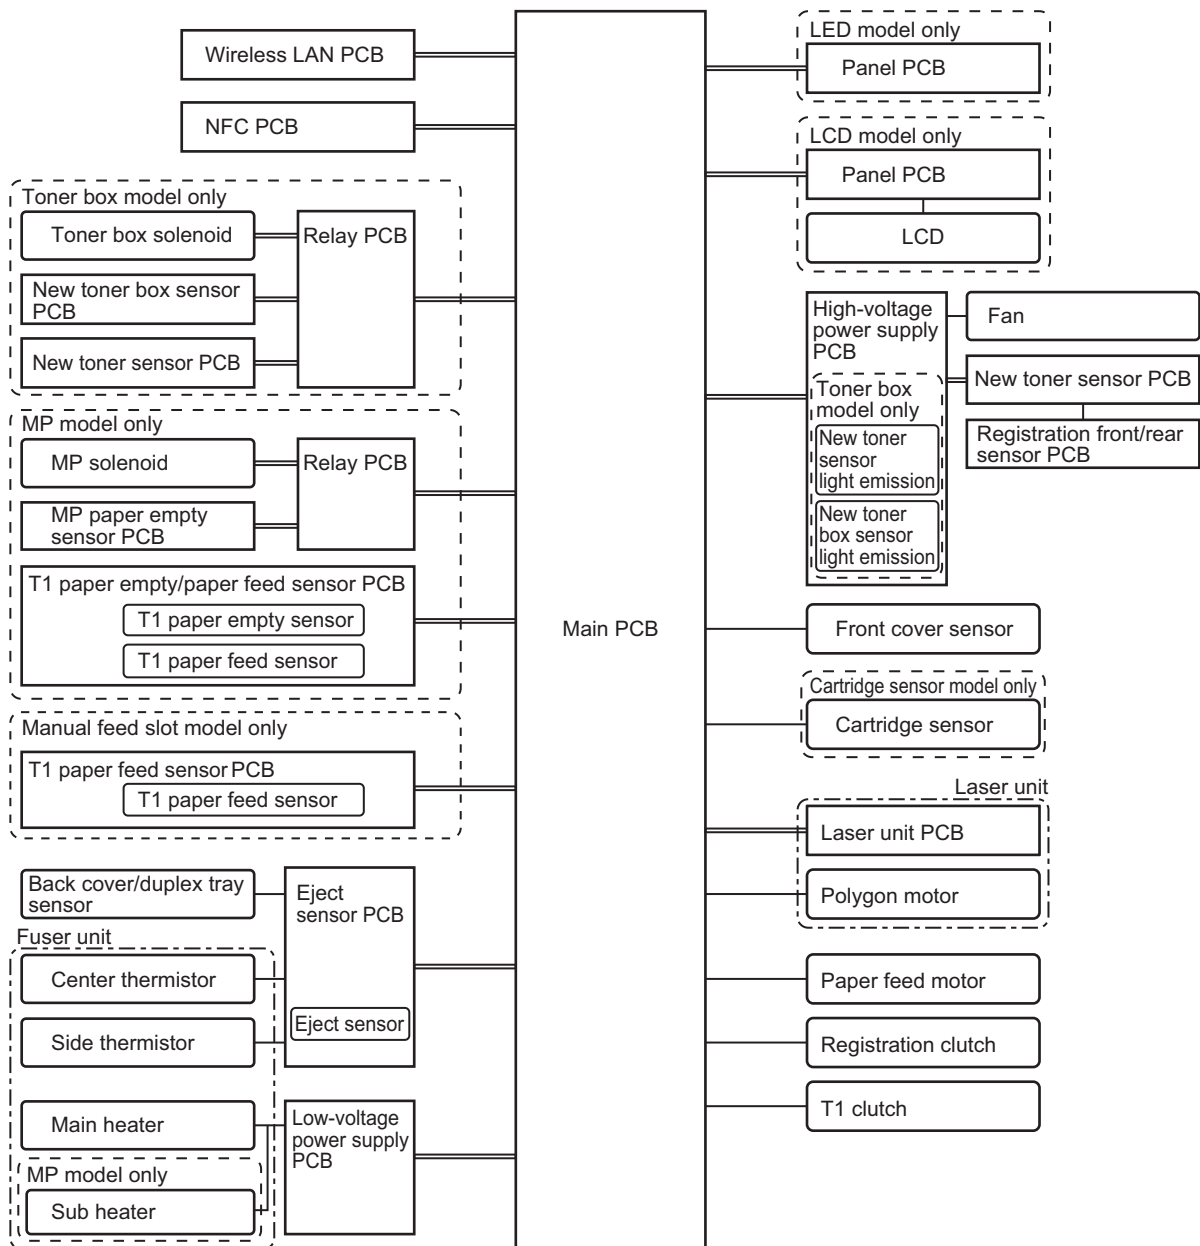 Wireless LAN PCB
NFC PCB
Toner box model only
Toner box solenoid
Relay PCB
New toner box sensor
PCB
New toner sensor PCB
MP model only
MP solenoid
Relay PCB
MP paper empty
sensor PCB
T1 paper empty/paper feed sensor PCB
T1 paper empty sensor
T1 paper feed sensor
Manual feed slot model only
T1 paper feed sensor PCB
T1 paper feed sensor
Back cover/duplex tray
sensor
Eject
sensor PCB
Fuser unit
Center thermistor
Eject sensor
Side thermistor
Main heater
Low-voltage
power supply
PCB
MP model only
Sub heater
Main PCB
LED model only
Panel PCB
LCD model only
Panel PCB
LCD
High-voltage
power supply
PCB
Fan
Toner box
model only
New toner
sensor
light emission
New toner
box sensor
light emission
New toner sensor PCB
Registration front/rear
sensor PCB
Front cover sensor
Cartridge sensor model only
Cartridge sensor
Laser unit
Laser unit PCB
Polygon motor
Paper feed motor
Registration clutch
T1 clutch